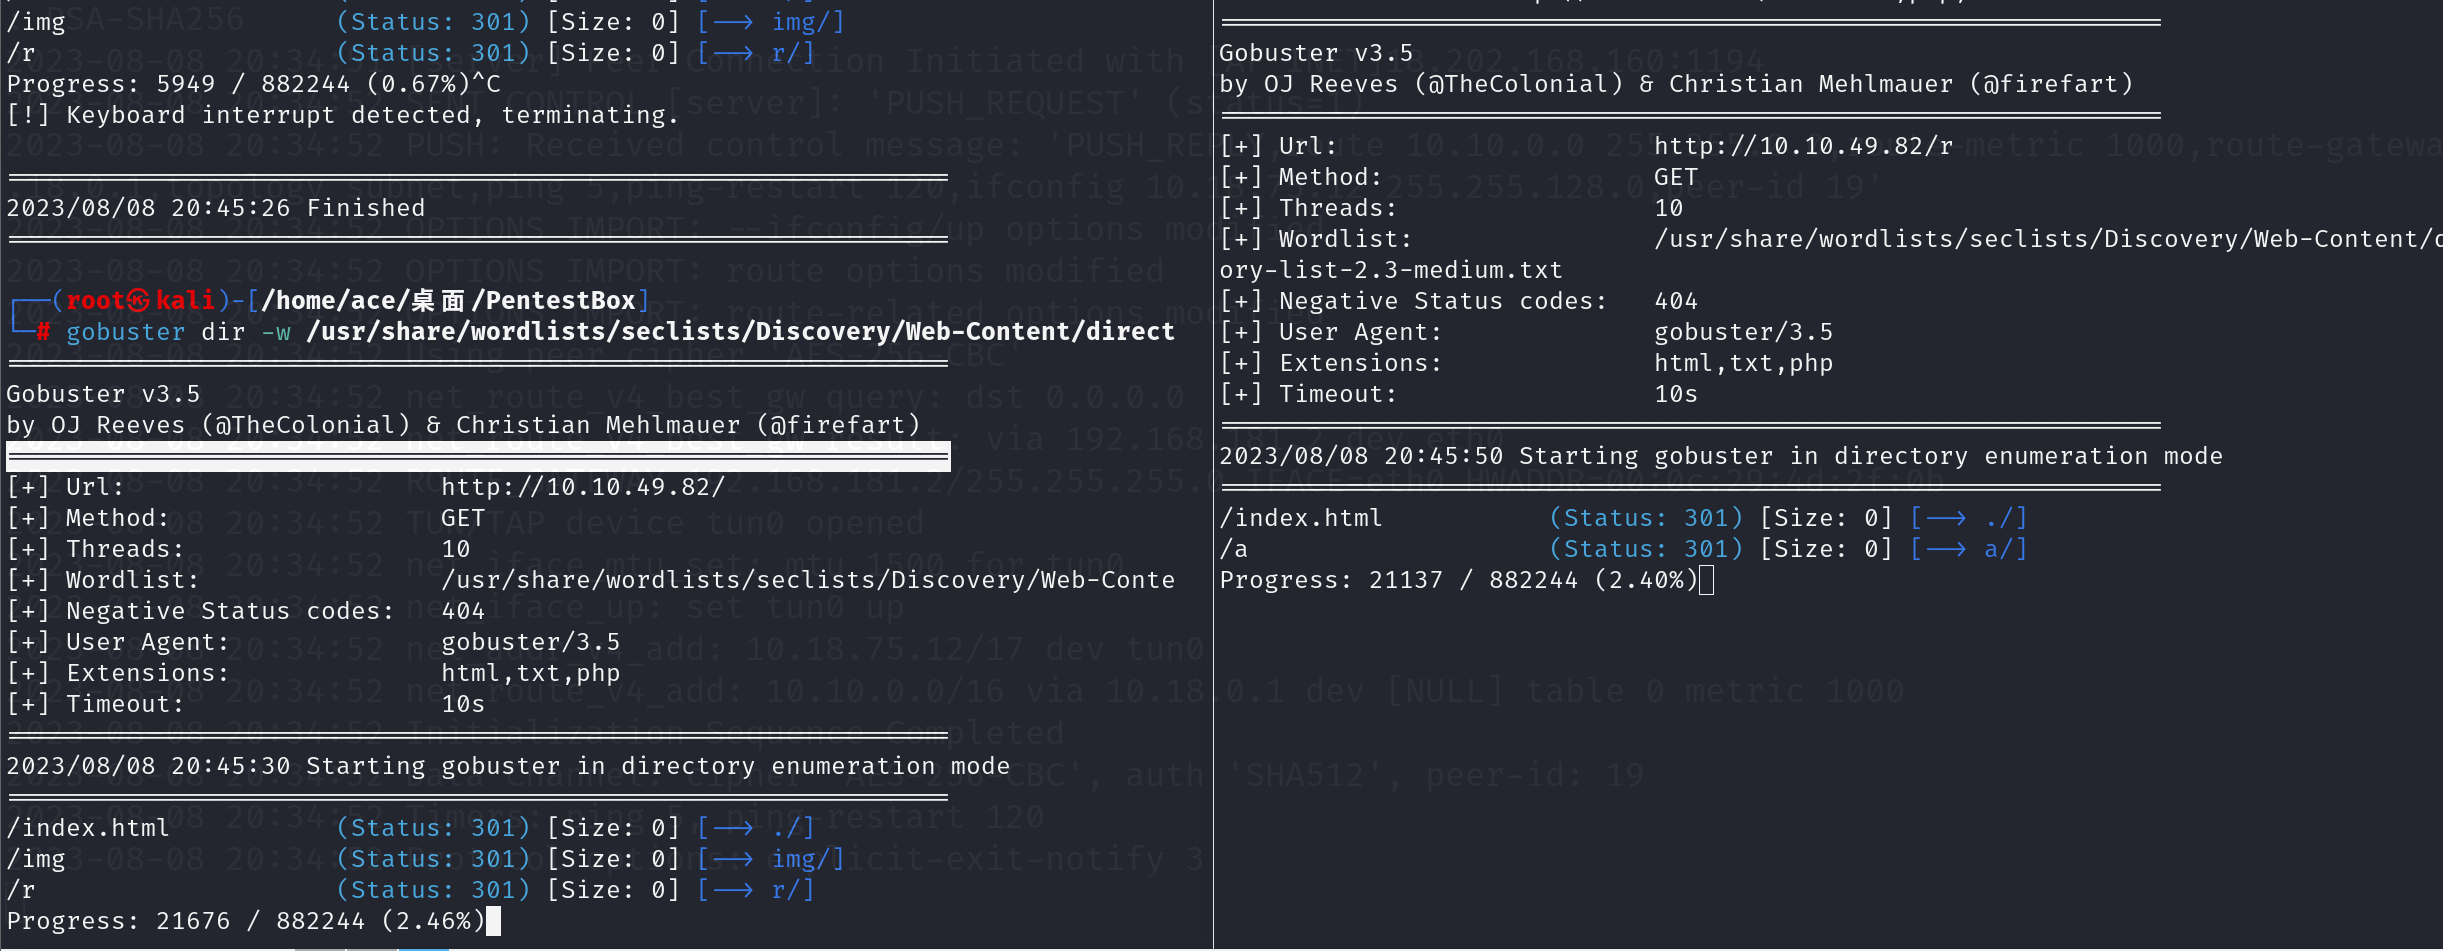 /img (Status: 301) [Size: 0] [--> img/]
/r (Status: 301) [Size: 0] [--> r/]
Progress: 5949 / 882244 (0.67%)^C
[!] Keyboard interrupt detected, terminating.
===============================================================
2023/08/08 20:45:26 Finished
===============================================================
┌──(root㉿kali)-[/home/ace/桌面/PentestBox]
└─# gobuster dir -w /usr/share/wordlists/seclists/Discovery/Web-Content/direct
===============================================================
Gobuster v3.5
by OJ Reeves (@TheColonial) & Christian Mehlmauer (@firefart)
===============================================================
[+] Url: http://10.10.49.82/
[+] Method: GET
[+] Threads: 10
[+] Wordlist: /usr/share/wordlists/seclists/Discovery/Web-Conte
[+] Negative Status codes: 404
[+] User Agent: gobuster/3.5
[+] Extensions: html,txt,php
[+] Timeout: 10s
===============================================================
2023/08/08 20:45:30 Starting gobuster in directory enumeration mode
===============================================================
/index.html (Status: 301) [Size: 0] [--> ./]
/img (Status: 301) [Size: 0] [--> img/]
/r (Status: 301) [Size: 0] [--> r/]
Progress: 21676 / 882244 (2.46%)
===============================================================
Gobuster v3.5
by OJ Reeves (@TheColonial) & Christian Mehlmauer (@firefart)
===============================================================
[+] Url: http://10.10.49.82/r
[+] Method: GET
[+] Threads: 10
[+] Wordlist: /usr/share/wordlists/seclists/Discovery/Web-Content/d
ory-list-2.3-medium.txt
[+] Negative Status codes: 404
[+] User Agent: gobuster/3.5
[+] Extensions: html,txt,php
[+] Timeout: 10s
===============================================================
2023/08/08 20:45:50 Starting gobuster in directory enumeration mode
===============================================================
/index.html (Status: 301) [Size: 0] [--> ./]
/a (Status: 301) [Size: 0] [--> a/]
Progress: 21137 / 882244 (2.40%)